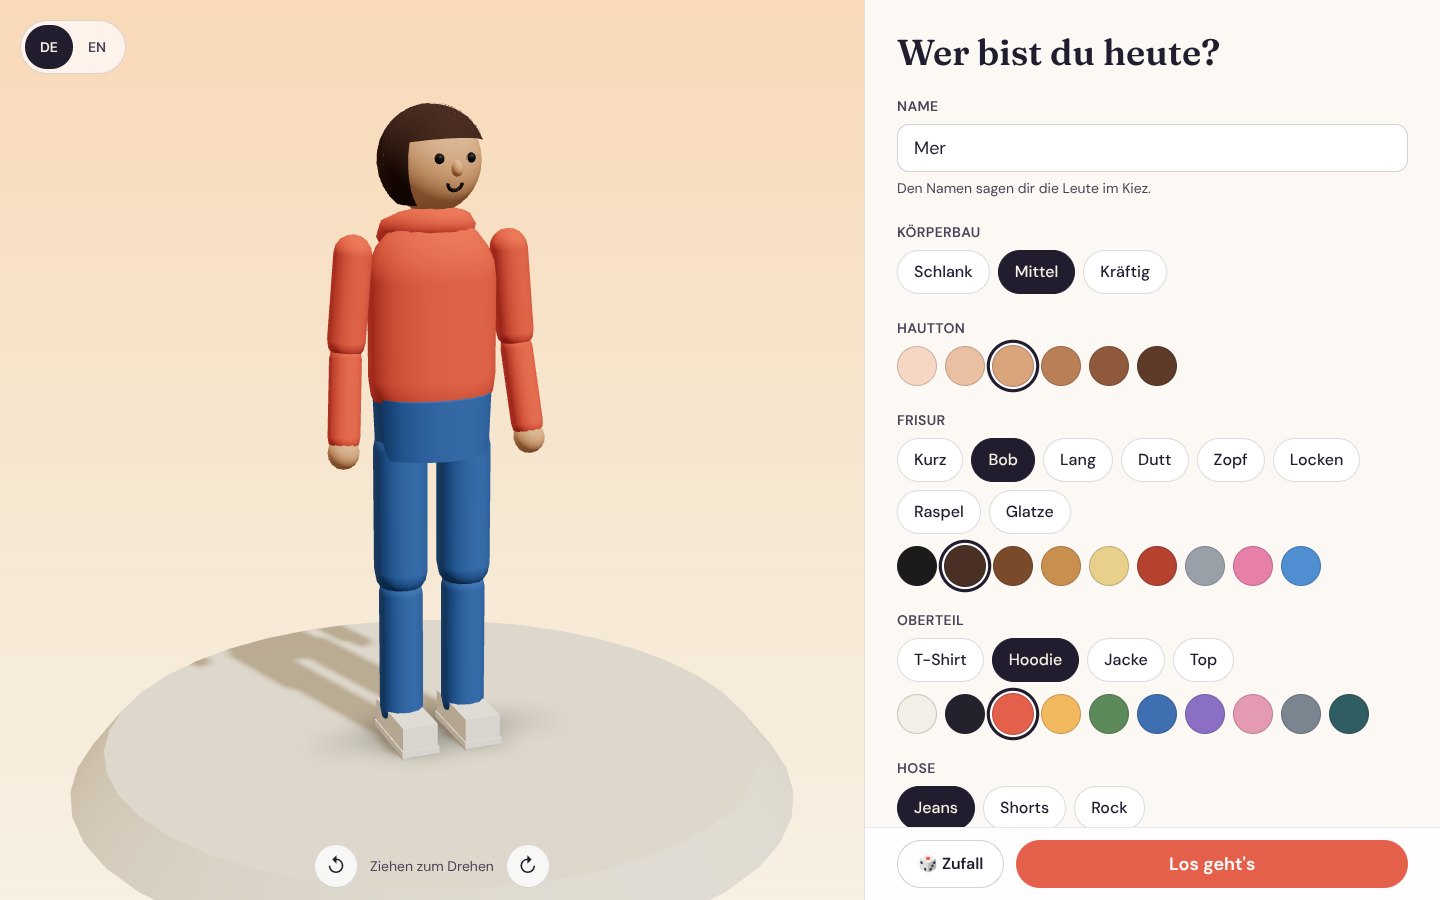 DE EN
Wer bist du heute?
NAME
Mer
Den Namen sagen dir die Leute im Kiez.
KÖRPERBAU
Schlank Mittel Kräftig
HAUTTON
FRISUR
Kurz Bob Lang Dutt Zopf Locken
Raspel Glatze
OBERTEIL
T-Shirt Hoodie Jacke Top
HOSE
Jeans Shorts Rock
Ziehen zum Drehen
Zufall Los geht's